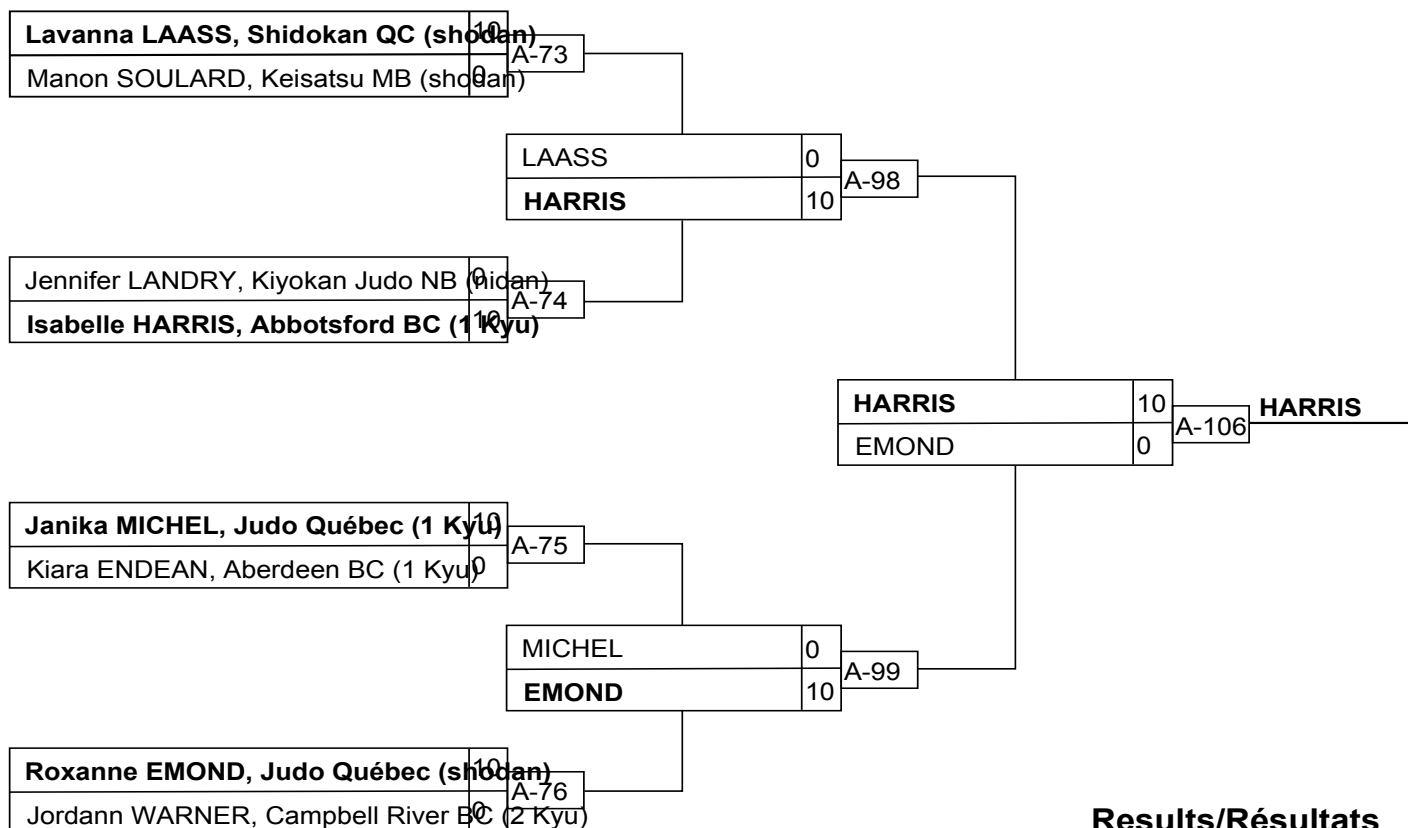 Lavanna LAASS, Shidokan QC (shodan) 10
A-73
Manon SOULARD, Keisatsu MB (shodan) 0
LAASS 0
A-98
HARRIS 10
Jennifer LANDRY, Kiyokan Judo NB (nidan) 0
A-74
Isabelle HARRIS, Abbotsford BC (1 Kyu) 10
HARRIS 10
A-106
HARRIS
EMOND 0
Janika MICHEL, Judo Québec (1 Kyu) 10
A-75
Kiara ENDEAN, Aberdeen BC (1 Kyu) 0
MICHEL 0
A-99
EMOND 10
Roxanne EMOND, Judo Québec (shodan) 10
A-76
Jordann WARNER, Campbell River BC (2 Kyu) 0
Results/Résultats